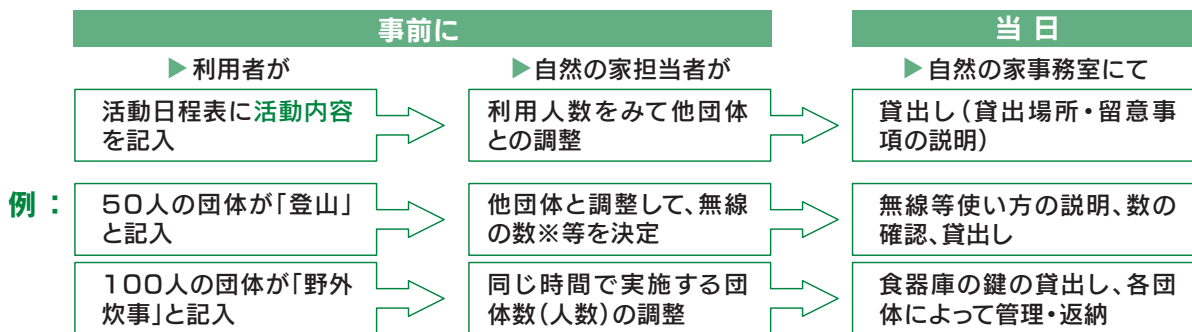 事前に
当日
▶利用者が
▶自然の家担当者が
▶自然の家事務室にて
活動日程表に活動内容
を記入
利用人数をみて他団体
との調整
貸出し(貸出場所・留意事
項の説明)
例：
50人の団体が「登山」
と記入
他団体と調整して、無線
の数※等を決定
無線等使い方の説明、数の
確認、貸出し
100人の団体が「野外
炊事」と記入
同じ時間で実施する団
体数(人数)の調整
食器庫の鍵の貸出し、各団
体によって管理・返納